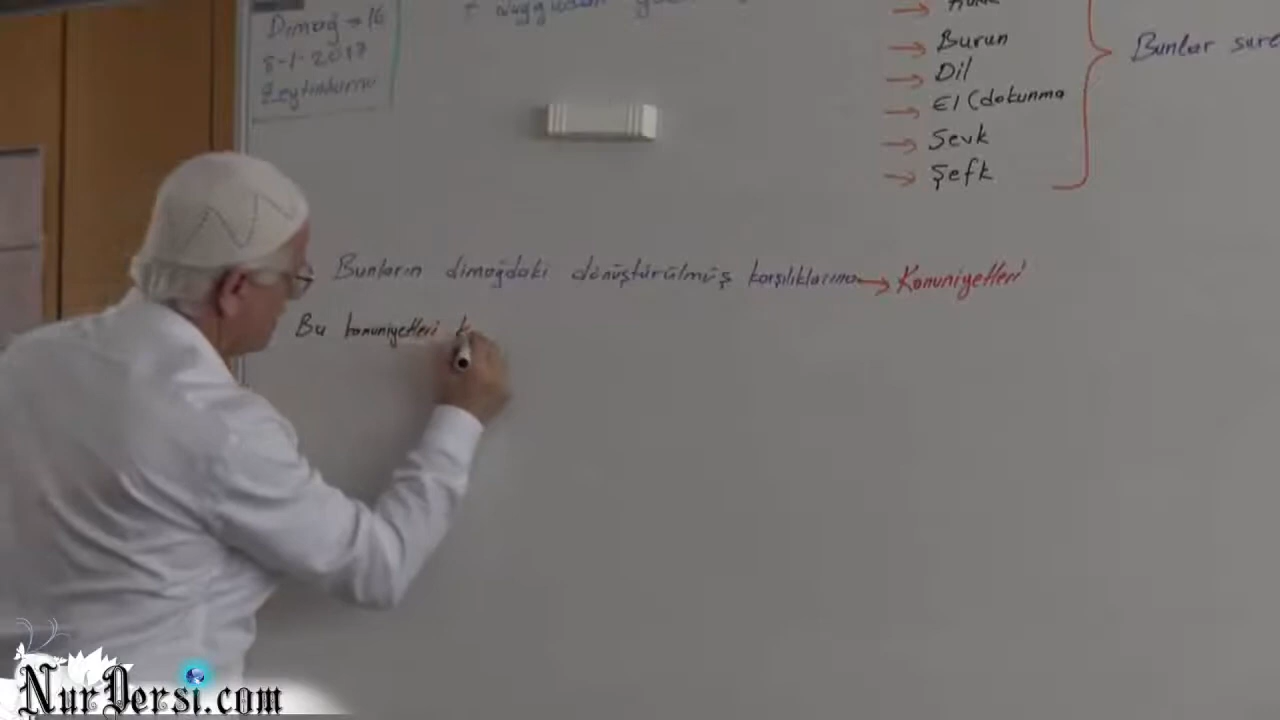 Dimağ → 16
8-1-2017
Zeytinburnu
→ Burun
→ Dil
→ El (dokunma
→ Sevk
→ Şefk
Bunlar sure
Bunların dimağdaki dönüştürülmüş karşılıklarına → Kanuniyetleri
Bu kanuniyetleri k
NurDersi.com